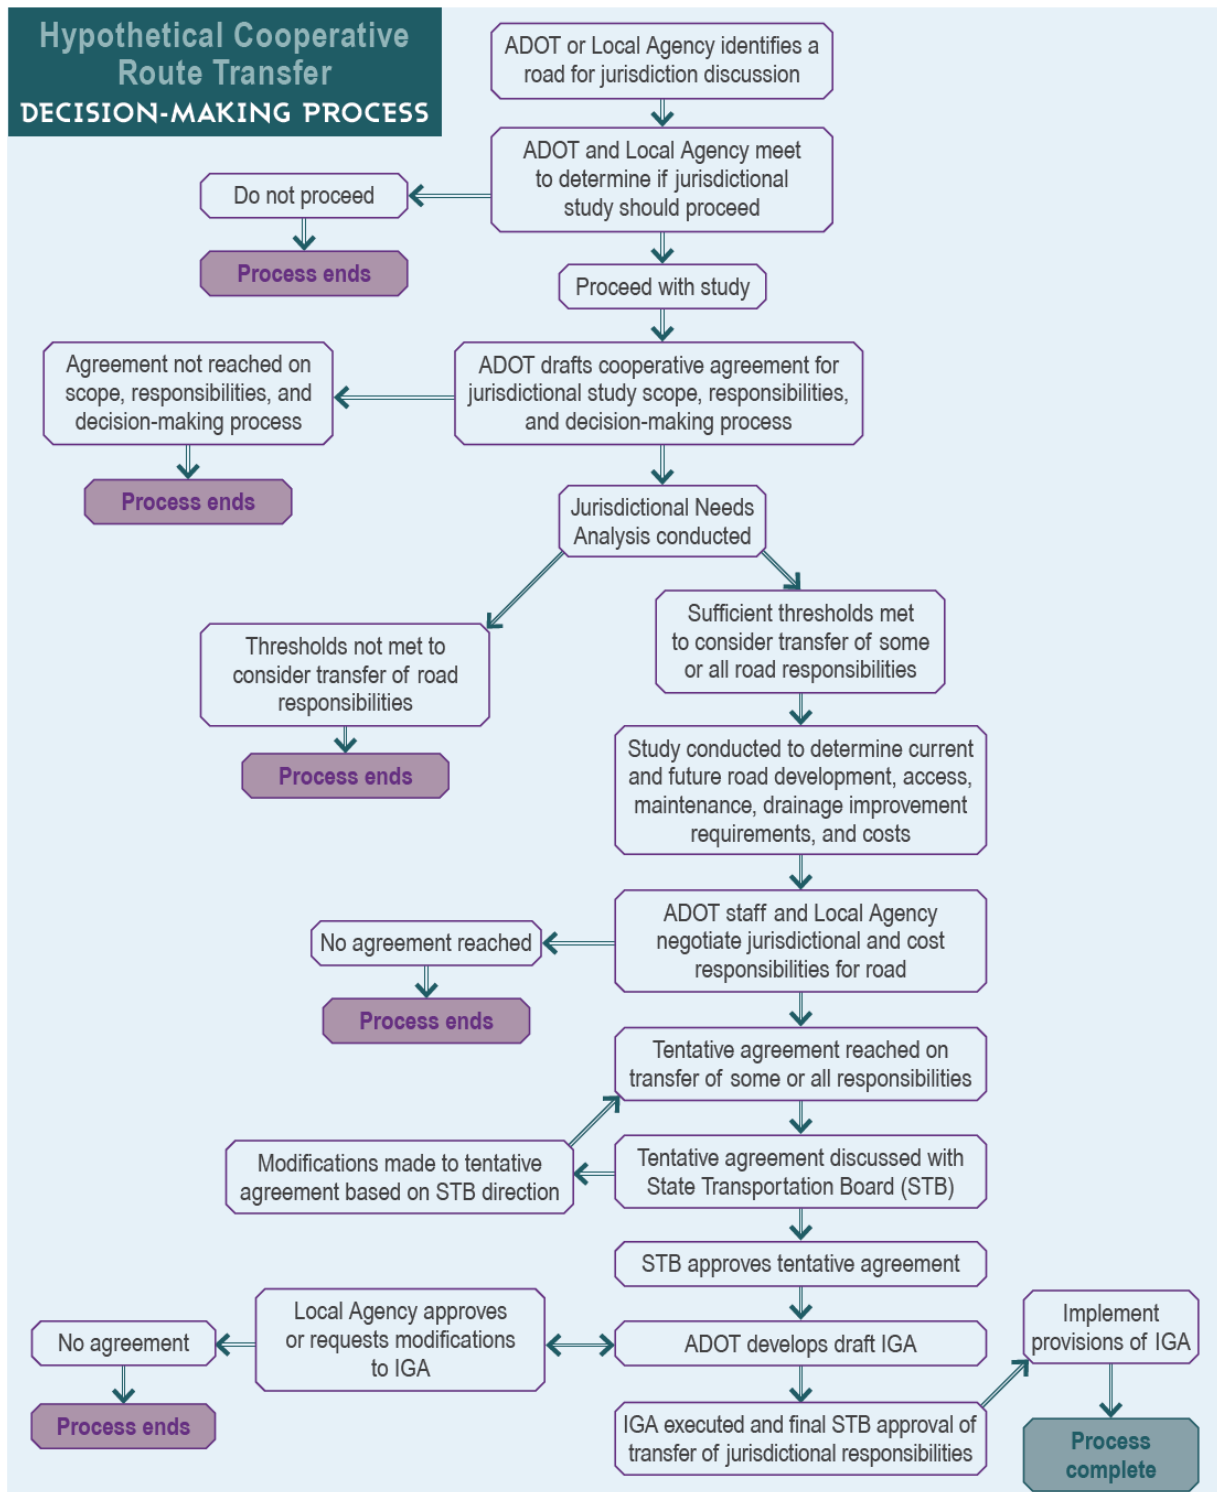 Hypothetical Cooperative
Route Transfer
DECISION-MAKING PROCESS
ADOT or Local Agency identifies a
road for jurisdiction discussion
ADOT and Local Agency meet
to determine if jurisdictional
study should proceed
Do not proceed
Process ends
Proceed with study
ADOT drafts cooperative agreement for
jurisdictional study scope, responsibilities,
and decision-making process
Agreement not reached on
scope, responsibilities, and
decision-making process
Process ends
Jurisdictional Needs
Analysis conducted
Thresholds not met to
consider transfer of road
responsibilities
Process ends
Sufficient thresholds met
to consider transfer of some
or all road responsibilities
Study conducted to determine current
and future road development, access,
maintenance, drainage improvement
requirements, and costs
ADOT staff and Local Agency
negotiate jurisdictional and cost
responsibilities for road
No agreement reached
Process ends
Tentative agreement reached on
transfer of some or all responsibilities
Tentative agreement discussed with
State Transportation Board (STB)
Modifications made to tentative
agreement based on STB direction
STB approves tentative agreement
ADOT develops draft IGA
Local Agency approves
or requests modifications
to IGA
No agreement
Process ends
IGA executed and final STB approval of
transfer of jurisdictional responsibilities
Implement
provisions of IGA
Process
complete